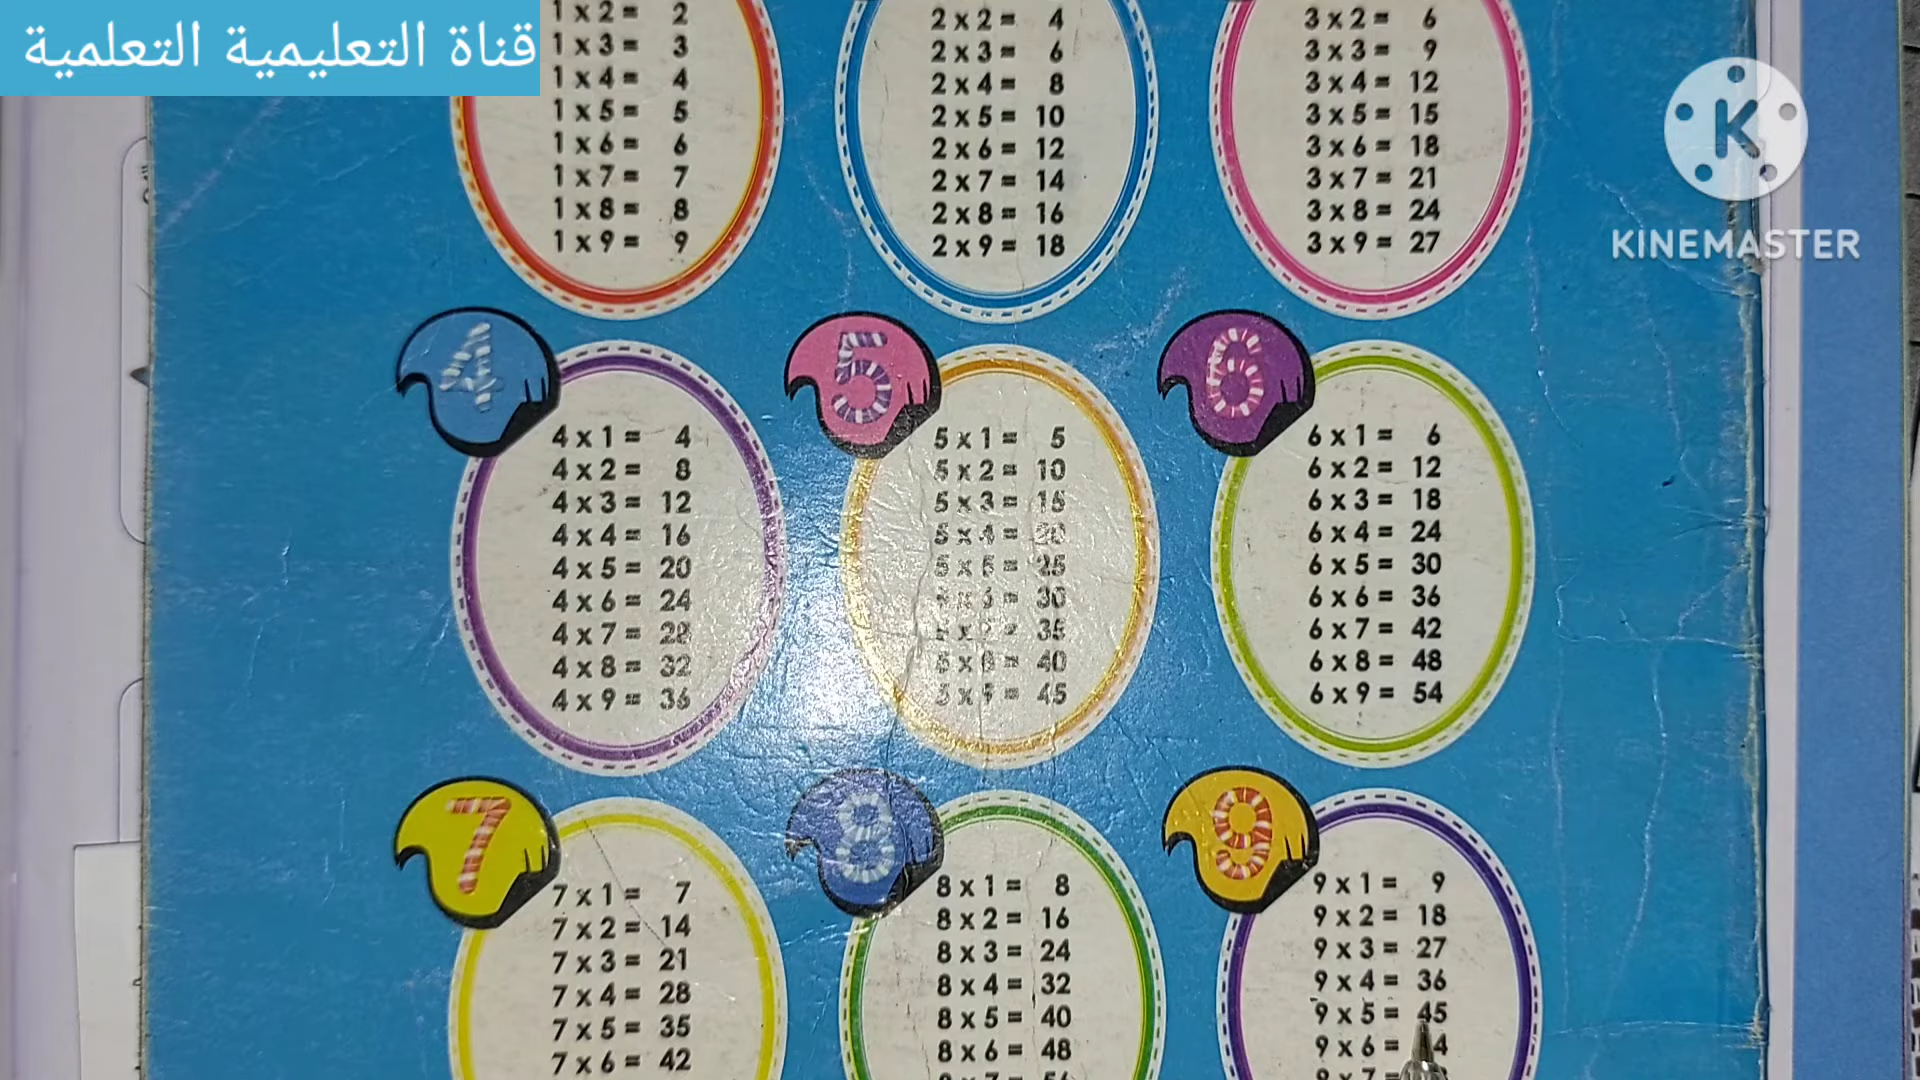 قناة التعليمية التعلمية
KINEMASTER
1 x 2 = 2
1 x 3 = 3
1 x 4 = 4
1 x 5 = 5
1 x 6 = 6
1 x 7 = 7
1 x 8 = 8
1 x 9 = 9
2 x 2 = 4
2 x 3 = 6
2 x 4 = 8
2 x 5 = 10
2 x 6 = 12
2 x 7 = 14
2 x 8 = 16
2 x 9 = 18
3 x 2 = 6
3 x 3 = 9
3 x 4 = 12
3 x 5 = 15
3 x 6 = 18
3 x 7 = 21
3 x 8 = 24
3 x 9 = 27
4
4 x 1 = 4
4 x 2 = 8
4 x 3 = 12
4 x 4 = 16
4 x 5 = 20
4 x 6 = 24
4 x 7 = 28
4 x 8 = 32
4 x 9 = 36
5
5 x 1 = 5
5 x 2 = 10
5 x 3 = 15
5 x 4 = 20
5 x 5 = 25
= 30
= 35
= 40
= 45
6
6 x 1 = 6
6 x 2 = 12
6 x 3 = 18
6 x 4 = 24
6 x 5 = 30
6 x 6 = 36
6 x 7 = 42
6 x 8 = 48
6 x 9 = 54
7
7 x 1 = 7
7 x 2 = 14
7 x 3 = 21
7 x 4 = 28
7 x 5 = 35
7 x 6 = 42
8
8 x 1 = 8
8 x 2 = 16
8 x 3 = 24
8 x 4 = 32
8 x 5 = 40
8 x 6 = 48
9
9 x 1 = 9
9 x 2 = 18
9 x 3 = 27
9 x 4 = 36
9 x 5 = 45
9 x 6 =